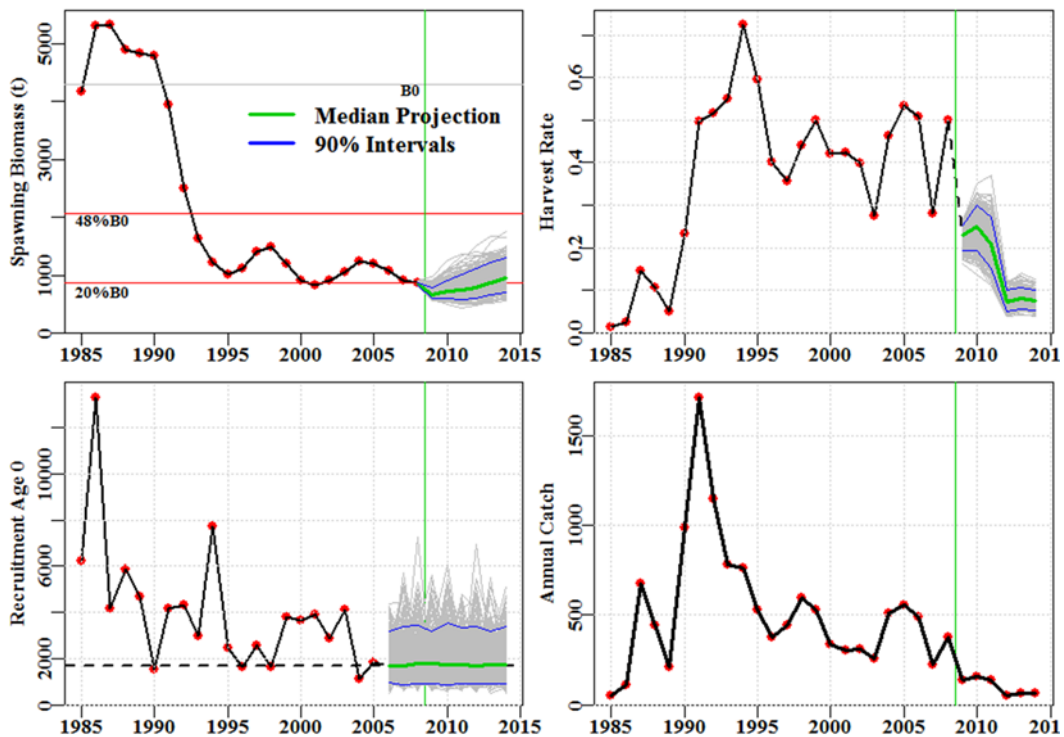 Spawning Biomass (t)
0 1000 3000 5000
B0
Median Projection
90% Intervals
48%B0
20%B0
1985 1990 1995 2000 2005 2010 2015
Harvest Rate
0.0 0.2 0.4 0.6
1985 1990 1995 2000 2005 2010 201
Recruitment Age 0
0 2000 6000 10000
1985 1990 1995 2000 2005 2010 2015
Annual Catch
0 500 1000 1500
1985 1990 1995 2000 2005 2010 201